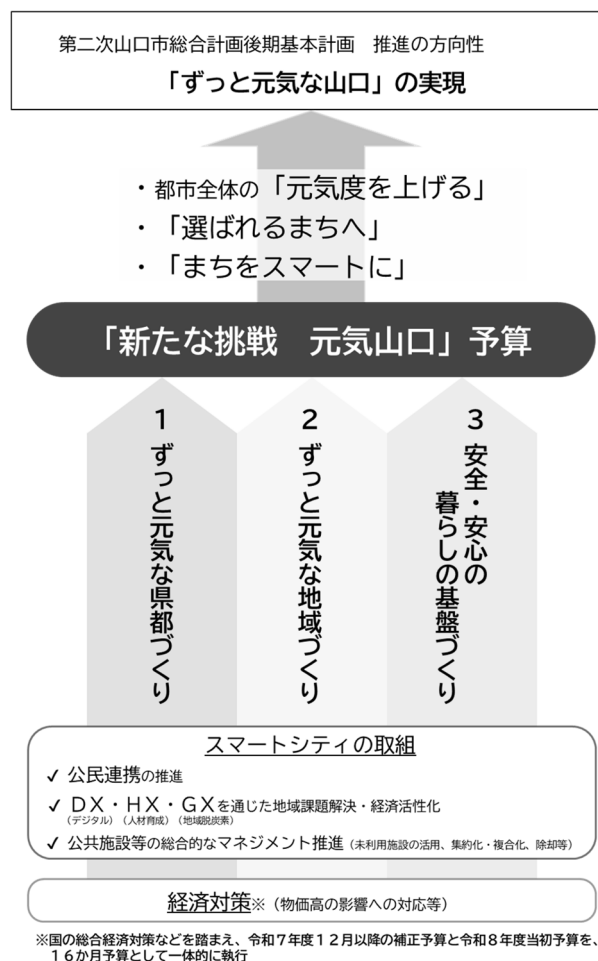 第二次山口市総合計画後期基本計画　推進の方向性
「ずっと元気な山口」の実現
・都市全体の「元気度を上げる」
・「選ばれるまちへ」
・「まちをスマートに」
「新たな挑戦　元気山口」予算
1 ずっと元気な県都づくり
2 ずっと元気な地域づくり
3 安全・安心の
暮らしの基盤づくり
スマートシティの取組
✓ 公民連携の推進
✓ ＤＸ・ＨＸ・ＧＸを通じた地域課題解決・経済活性化
（デジタル）（人材育成）（地域脱炭素）
✓ 公共施設等の総合的なマネジメント推進（未利用施設の活用、集約化・複合化、除却等）
経済対策※（物価高の影響への対応等）
※国の総合経済対策などを踏まえ、令和７年度１２月以降の補正予算と令和８年度当初予算を、
１６か月予算として一体的に執行